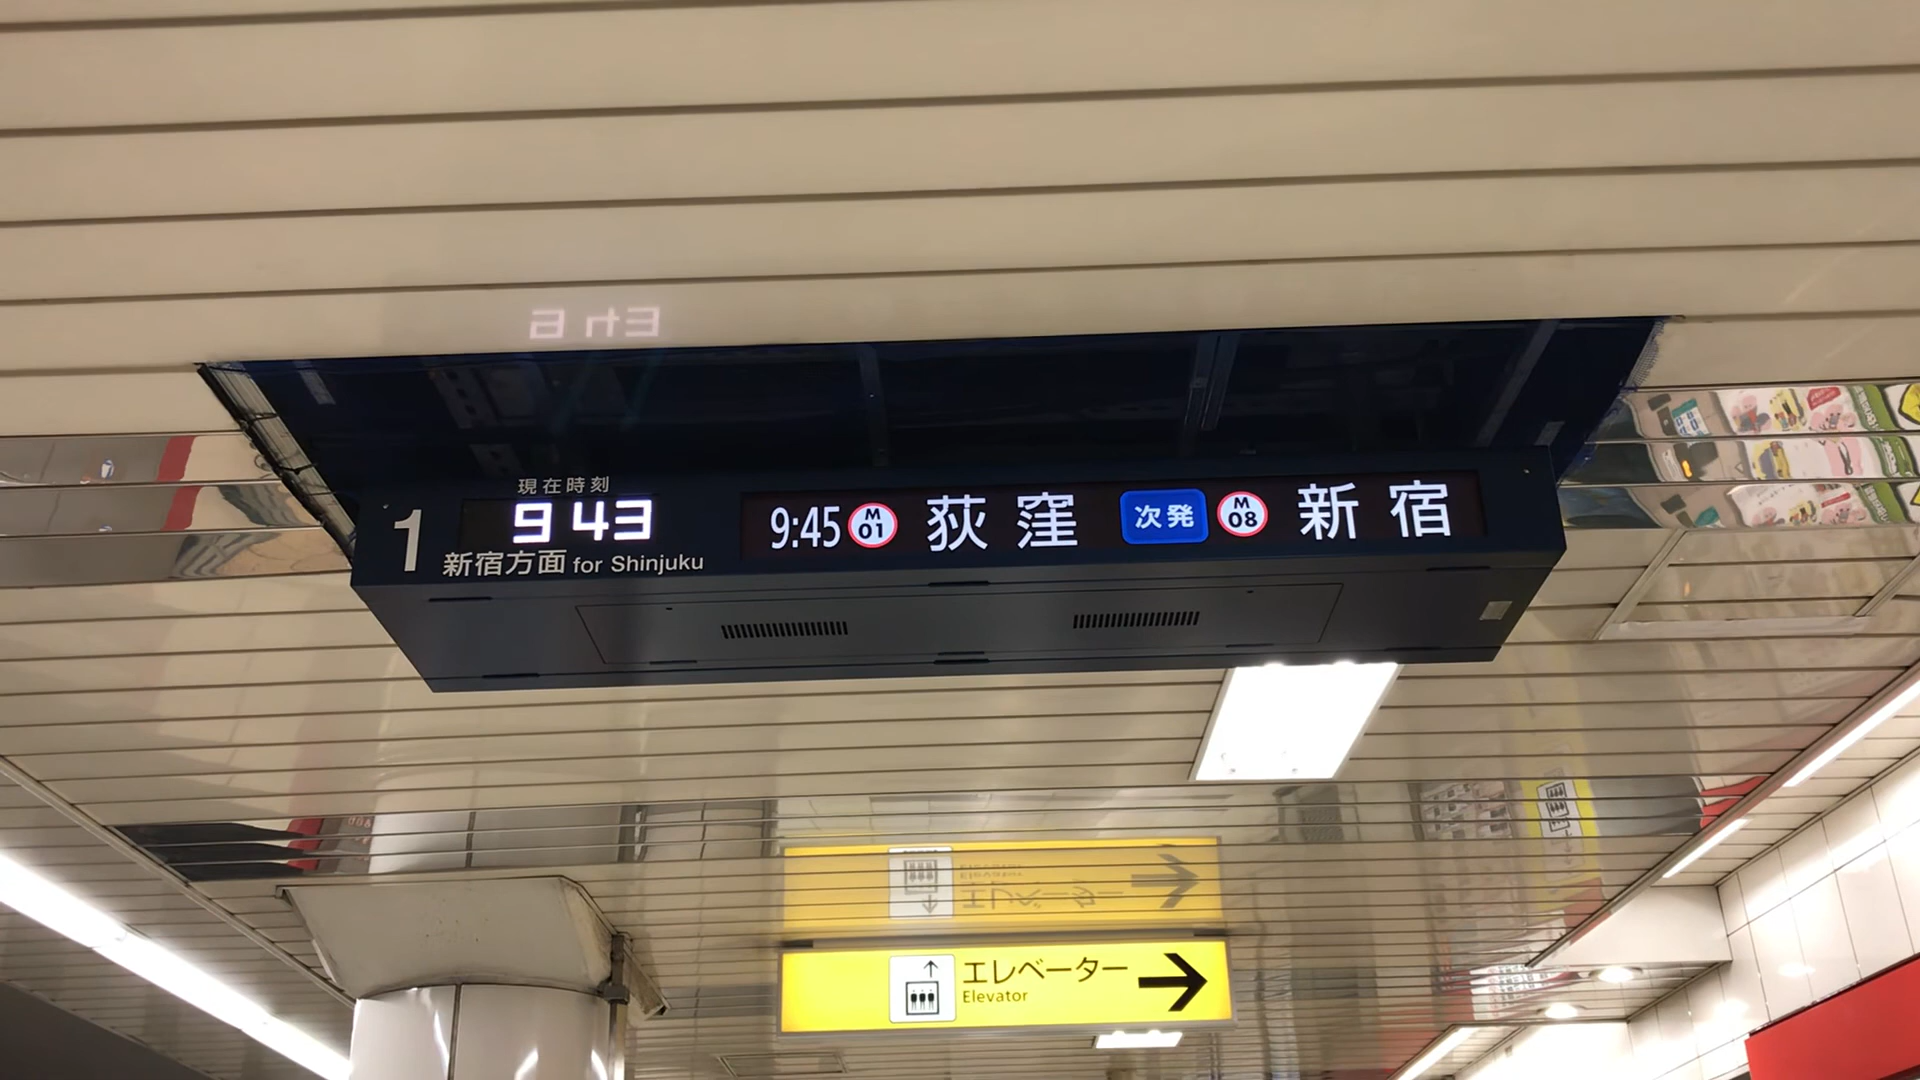 現在時刻
9 43
1
新宿方面 for Shinjuku
9:45 M 01 荻窪 次発 M 08 新宿
エレベーター
Elevator